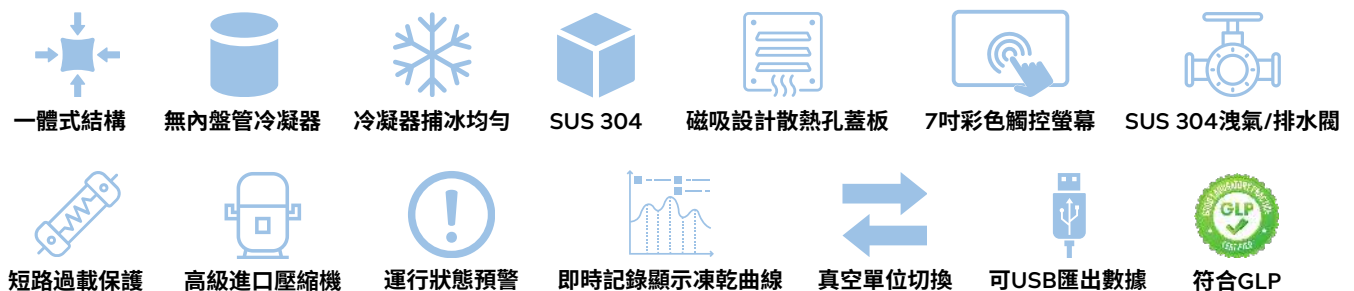 一體式結構
無內盤管冷凝器
冷凝器捕冰均勻
SUS 304
磁吸設計散熱孔蓋板
7吋彩色觸控螢幕
SUS 304洩氣/排水閥
GLP
短路過載保護
高級進口壓縮機
運行狀態預警
即時記錄顯示凍乾曲線
真空單位切換
可USB匯出數據
符合GLP